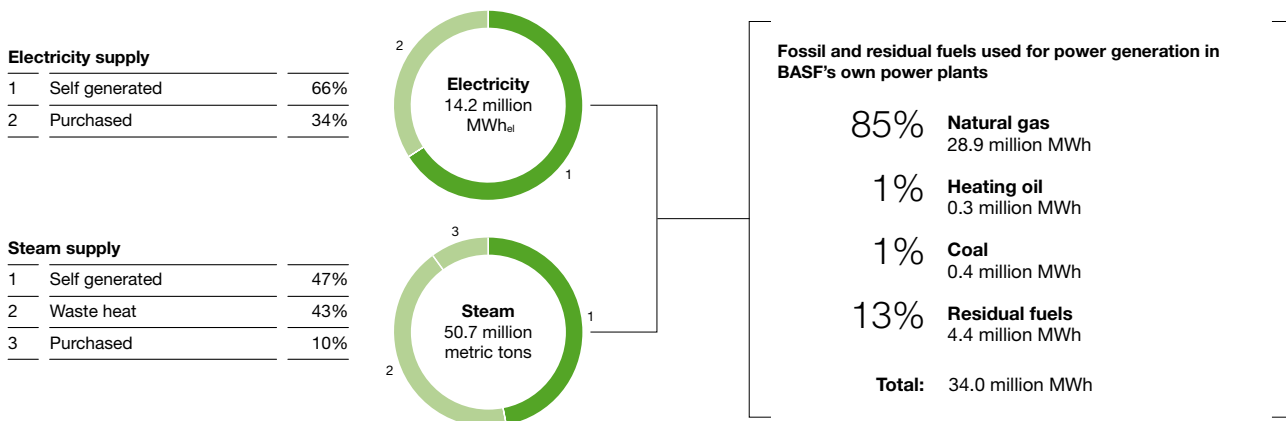 Electricity supply
1 Self generated 66%
2 Purchased 34%
2
Electricity
14.2 million
MWhel
1
Steam supply
1 Self generated 47%
2 Waste heat 43%
3 Purchased 10%
3
Steam
50.7 million
metric tons
1
2
Fossil and residual fuels used for power generation in
BASF's own power plants
85% Natural gas
28.9 million MWh
1% Heating oil
0.3 million MWh
1% Coal
0.4 million MWh
13% Residual fuels
4.4 million MWh
Total: 34.0 million MWh